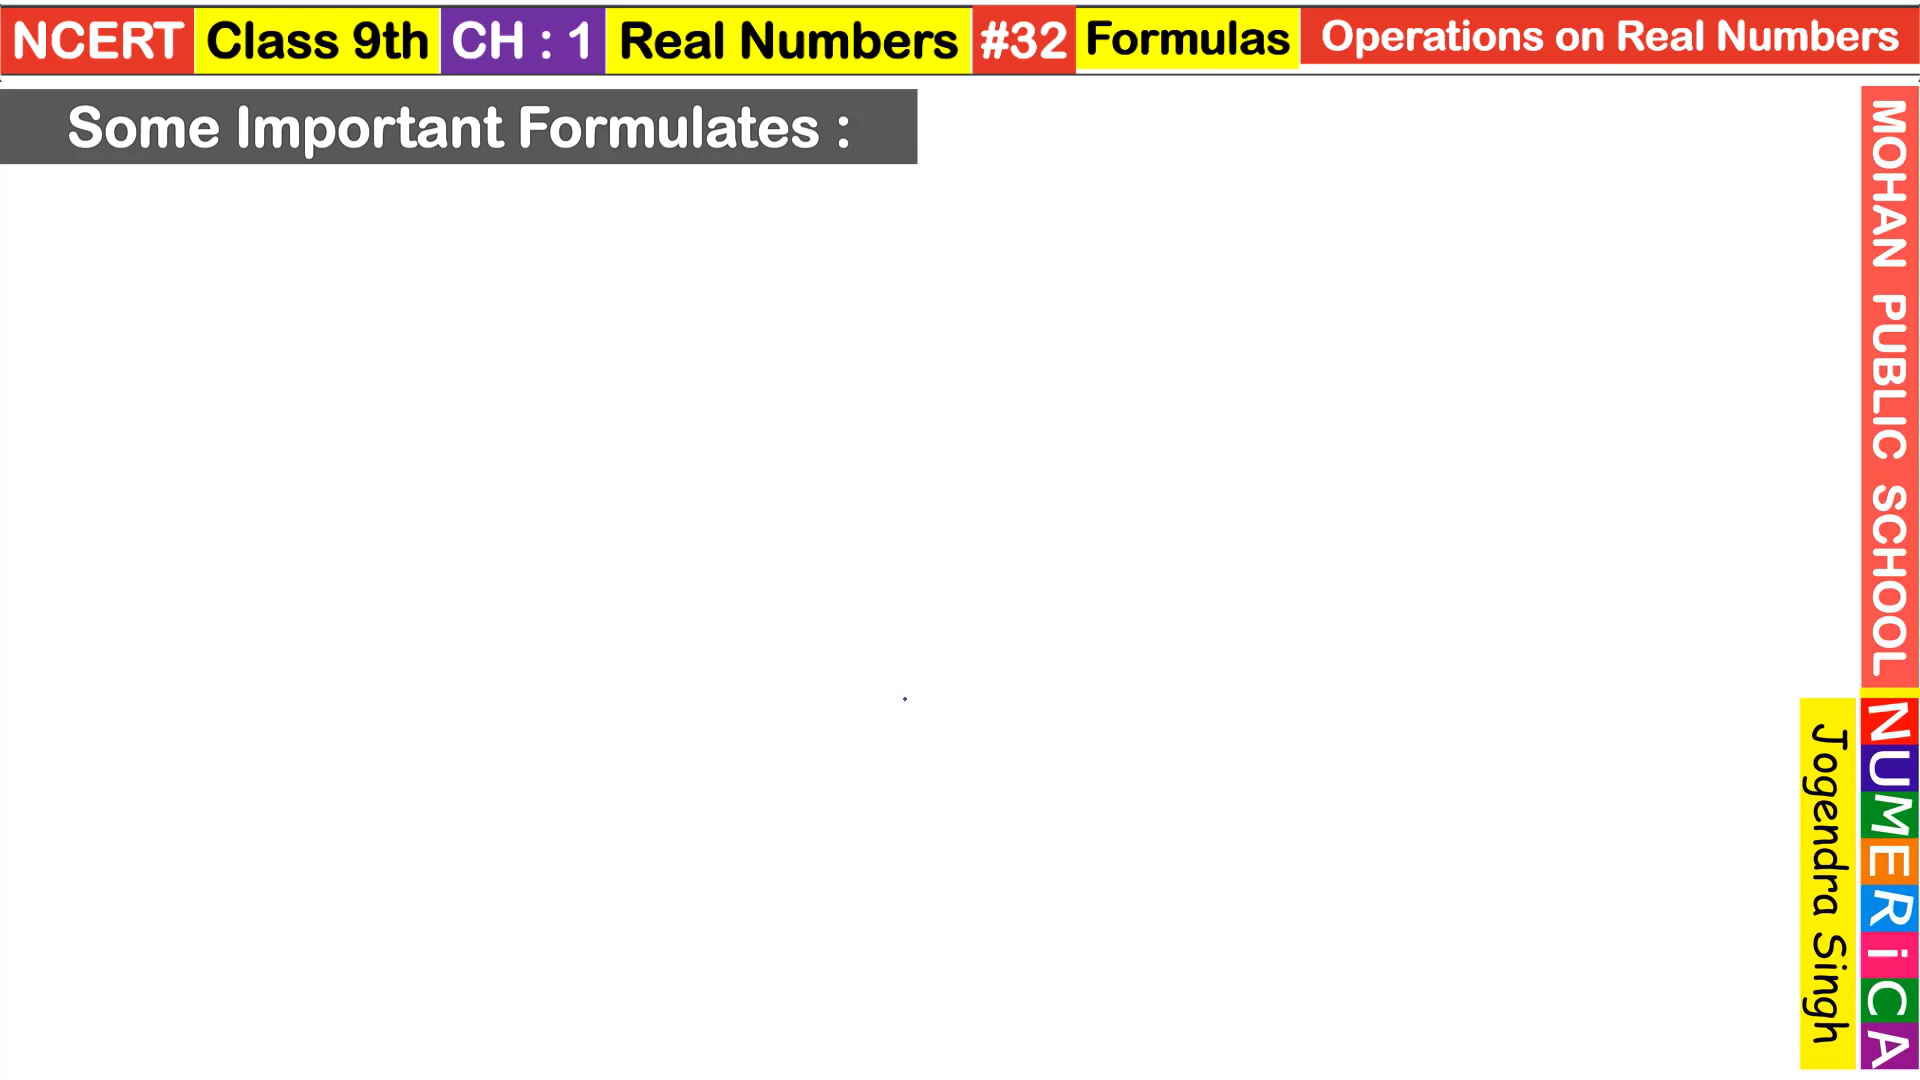 NCERT Class 9th CH : 1 Real Numbers #32 Formulas Operations on Real Numbers
Some Important Formulates :
MOHAN PUBLIC SCHOOL
NUMERiCA
Jogendra Singh